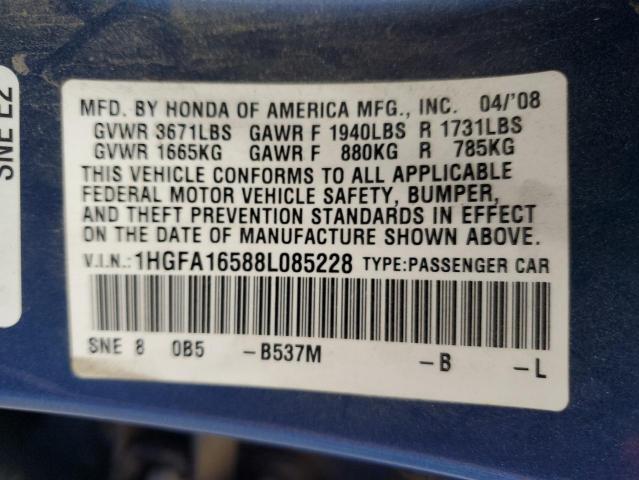 MFD. BY HONDA OF AMERICA MFG., INC. 04/'08
GVWR 3671LBS GAWR F 1940LBS R 1731LBS
GVWR 1665KG GAWR F 880KG R 785KG
THIS VEHICLE CONFORMS TO ALL APPLICABLE
FEDERAL MOTOR VEHICLE SAFETY, BUMPER,
AND THEFT PREVENTION STANDARDS IN EFFECT
ON THE DATE OF MANUFACTURE SHOWN ABOVE.
V.I.N.:1HGFA16588L085228 TYPE:PASSENGER CAR
SNE 8 0B5 -B537M -B -L
SNE E2